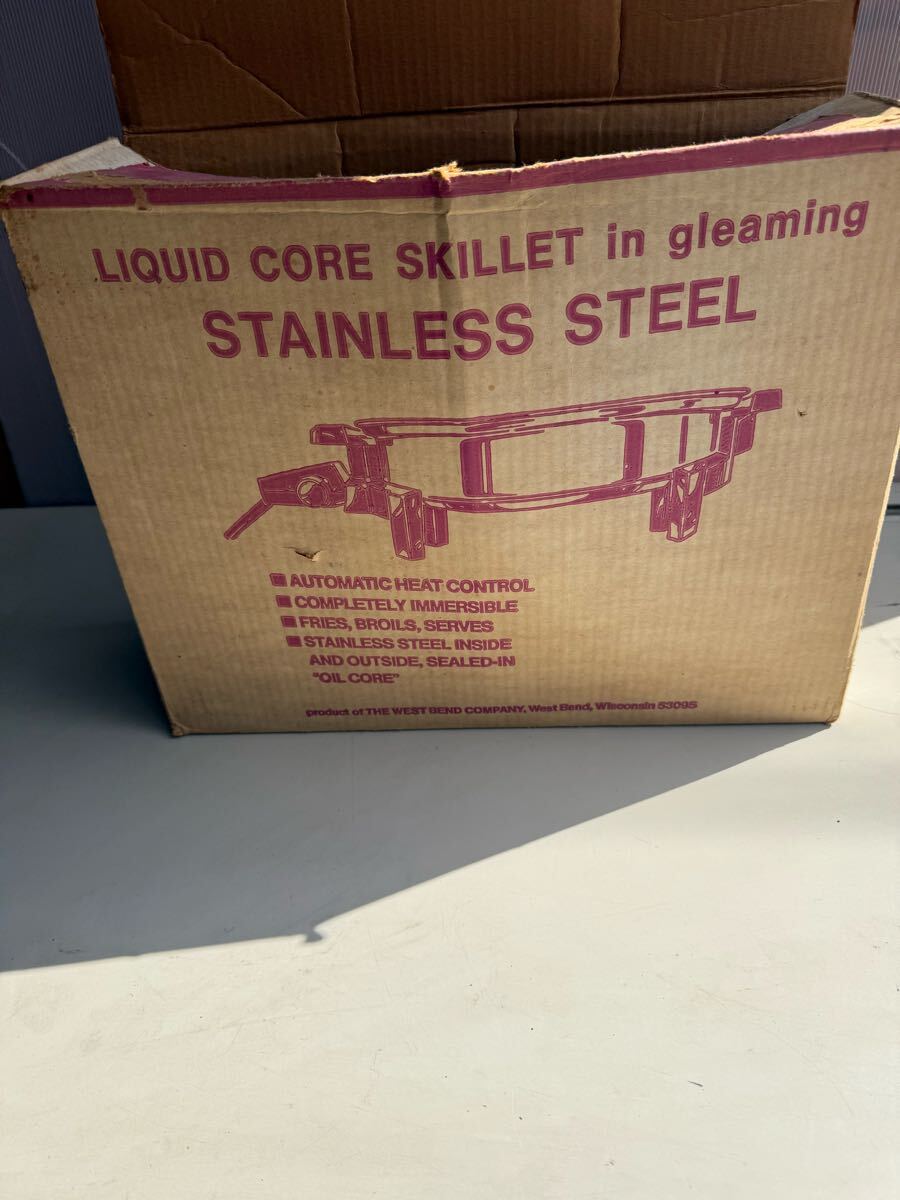 LIQUID CORE SKILLET in gleaming
STAINLESS STEEL
AUTOMATIC HEAT CONTROL
COMPLETELY IMMERSIBLE
FRIES, BROILS, SERVES
STAINLESS STEEL INSIDE
AND OUTSIDE, SEALED-IN
"OIL CORE"
product of THE WEST BEND COMPANY, West Bend, Wisconsin 53095